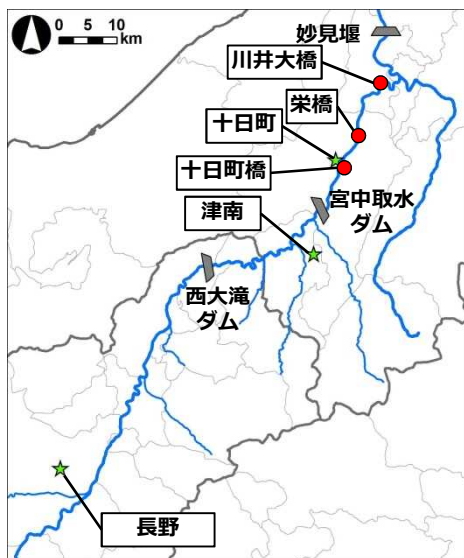 妙見堰
0 5 10
km
川井大橋
栄橋
十日町
十日町橋
宮中取水
ダム
津南
西大滝
ダム
長野